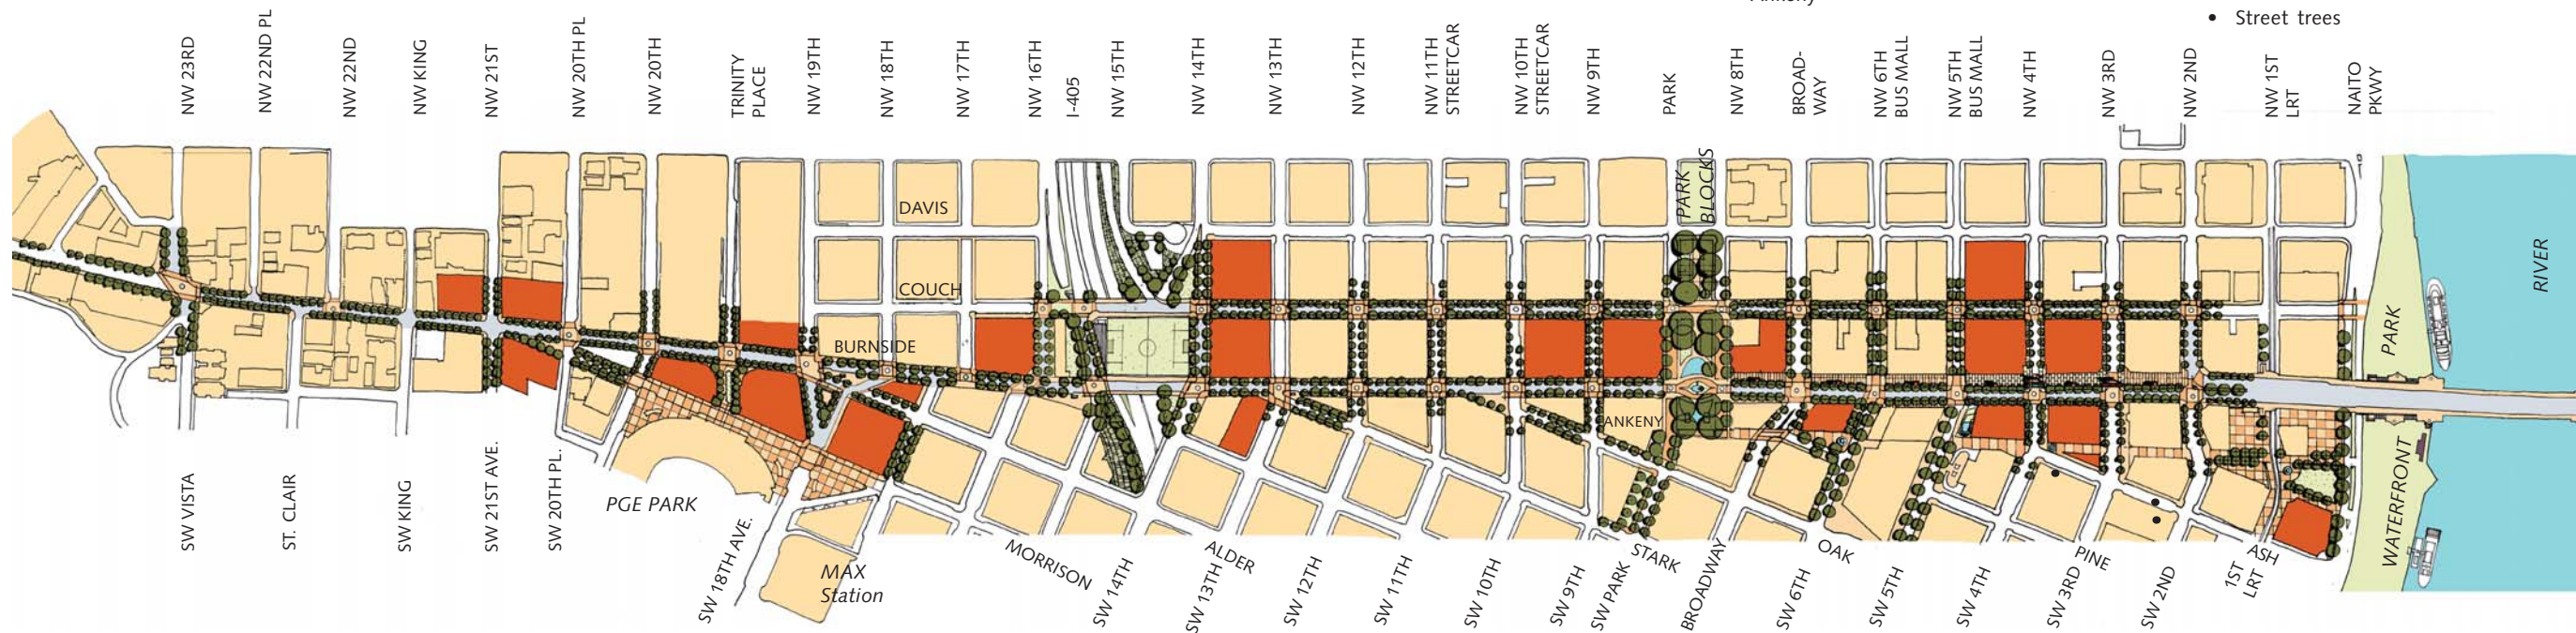 Ankeny
• Street trees
NW 23RD
NW 22ND PL
NW 22ND
NW KING
NW 21ST
NW 20TH PL
NW 20TH
TRINITY
PLACE
NW 19TH
NW 18TH
NW 17TH
NW 16TH
I-405
NW 15TH
NW 14TH
NW 13TH
NW 12TH
NW 11TH
STREETCAR
NW 10TH
STREETCAR
NW 9TH
PARK
NW 8TH
BROAD-
WAY
NW 6TH
BUS MALL
NW 5TH
BUS MALL
NW 4TH
NW 3RD
NW 2ND
NW 1ST
LRT
NAITO
PKWY
PARK
BLOCKS
DAVIS
COUCH
BURNSIDE
ANKENY
RIVER
PARK
WATERFRONT
PGE PARK
MAX
Station
SW VISTA
ST. CLAIR
SW KING
SW 21ST AVE.
SW 20TH PL.
SW 18TH AVE.
MORRISON
SW 14TH
ALDER
SW 13TH
SW 12TH
SW 11TH
SW 10TH
SW 9TH
SW PARK
STARK
BROADWAY
SW 6TH
OAK
SW 5TH
SW 4TH
SW 3RD
PINE
SW 2ND
1ST
LRT
ASH